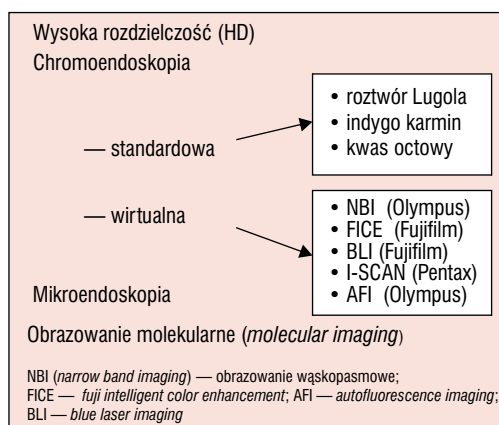 Wysoka rozdzielczość (HD)
Chromoendoskopia
— standardowa
• roztwór Lugola
• indygo karmin
• kwas octowy
— wirtualna
• NBI (Olympus)
• FICE (Fujifilm)
• BLI (Fujifilm)
• I-SCAN (Pentax)
• AFI (Olympus)
Mikroendoskopia
Obrazowanie molekularne (molecular imaging)
NBI (narrow band imaging) — obrazowanie wąskopasmowe;
FICE — fuji intelligent color enhancement; AFI — autofluorescence imaging;
BLI — blue laser imaging